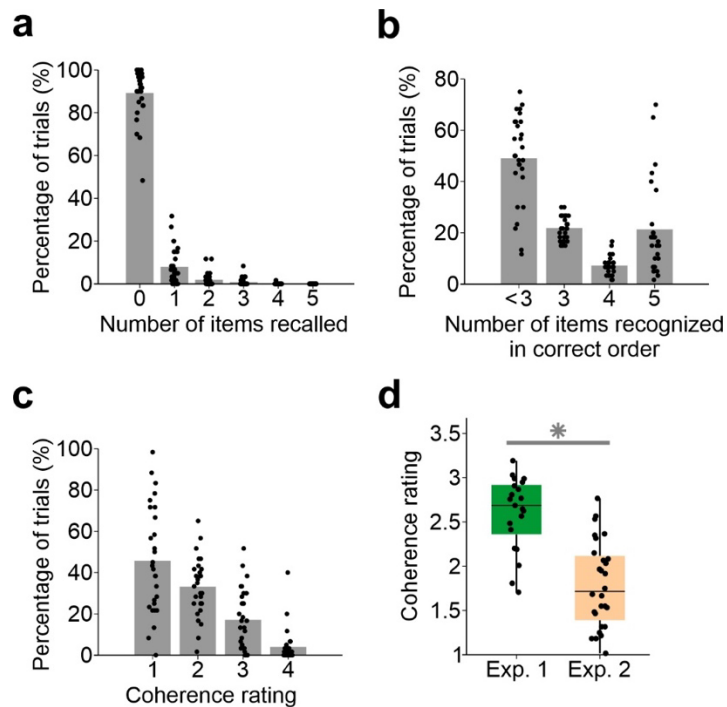 a
Percentage of trials (%)
100
80
60
40
20
0
0 1 2 3 4 5
Number of items recalled
b
Percentage of trials (%)
80
60
40
20
0
<3 3 4 5
Number of items recognized
in correct order
c
Percentage of trials (%)
100
80
60
40
20
0
1 2 3 4
Coherence rating
d
Coherence rating
3.5
3
2.5
2
1.5
1
*
Exp. 1 Exp. 2